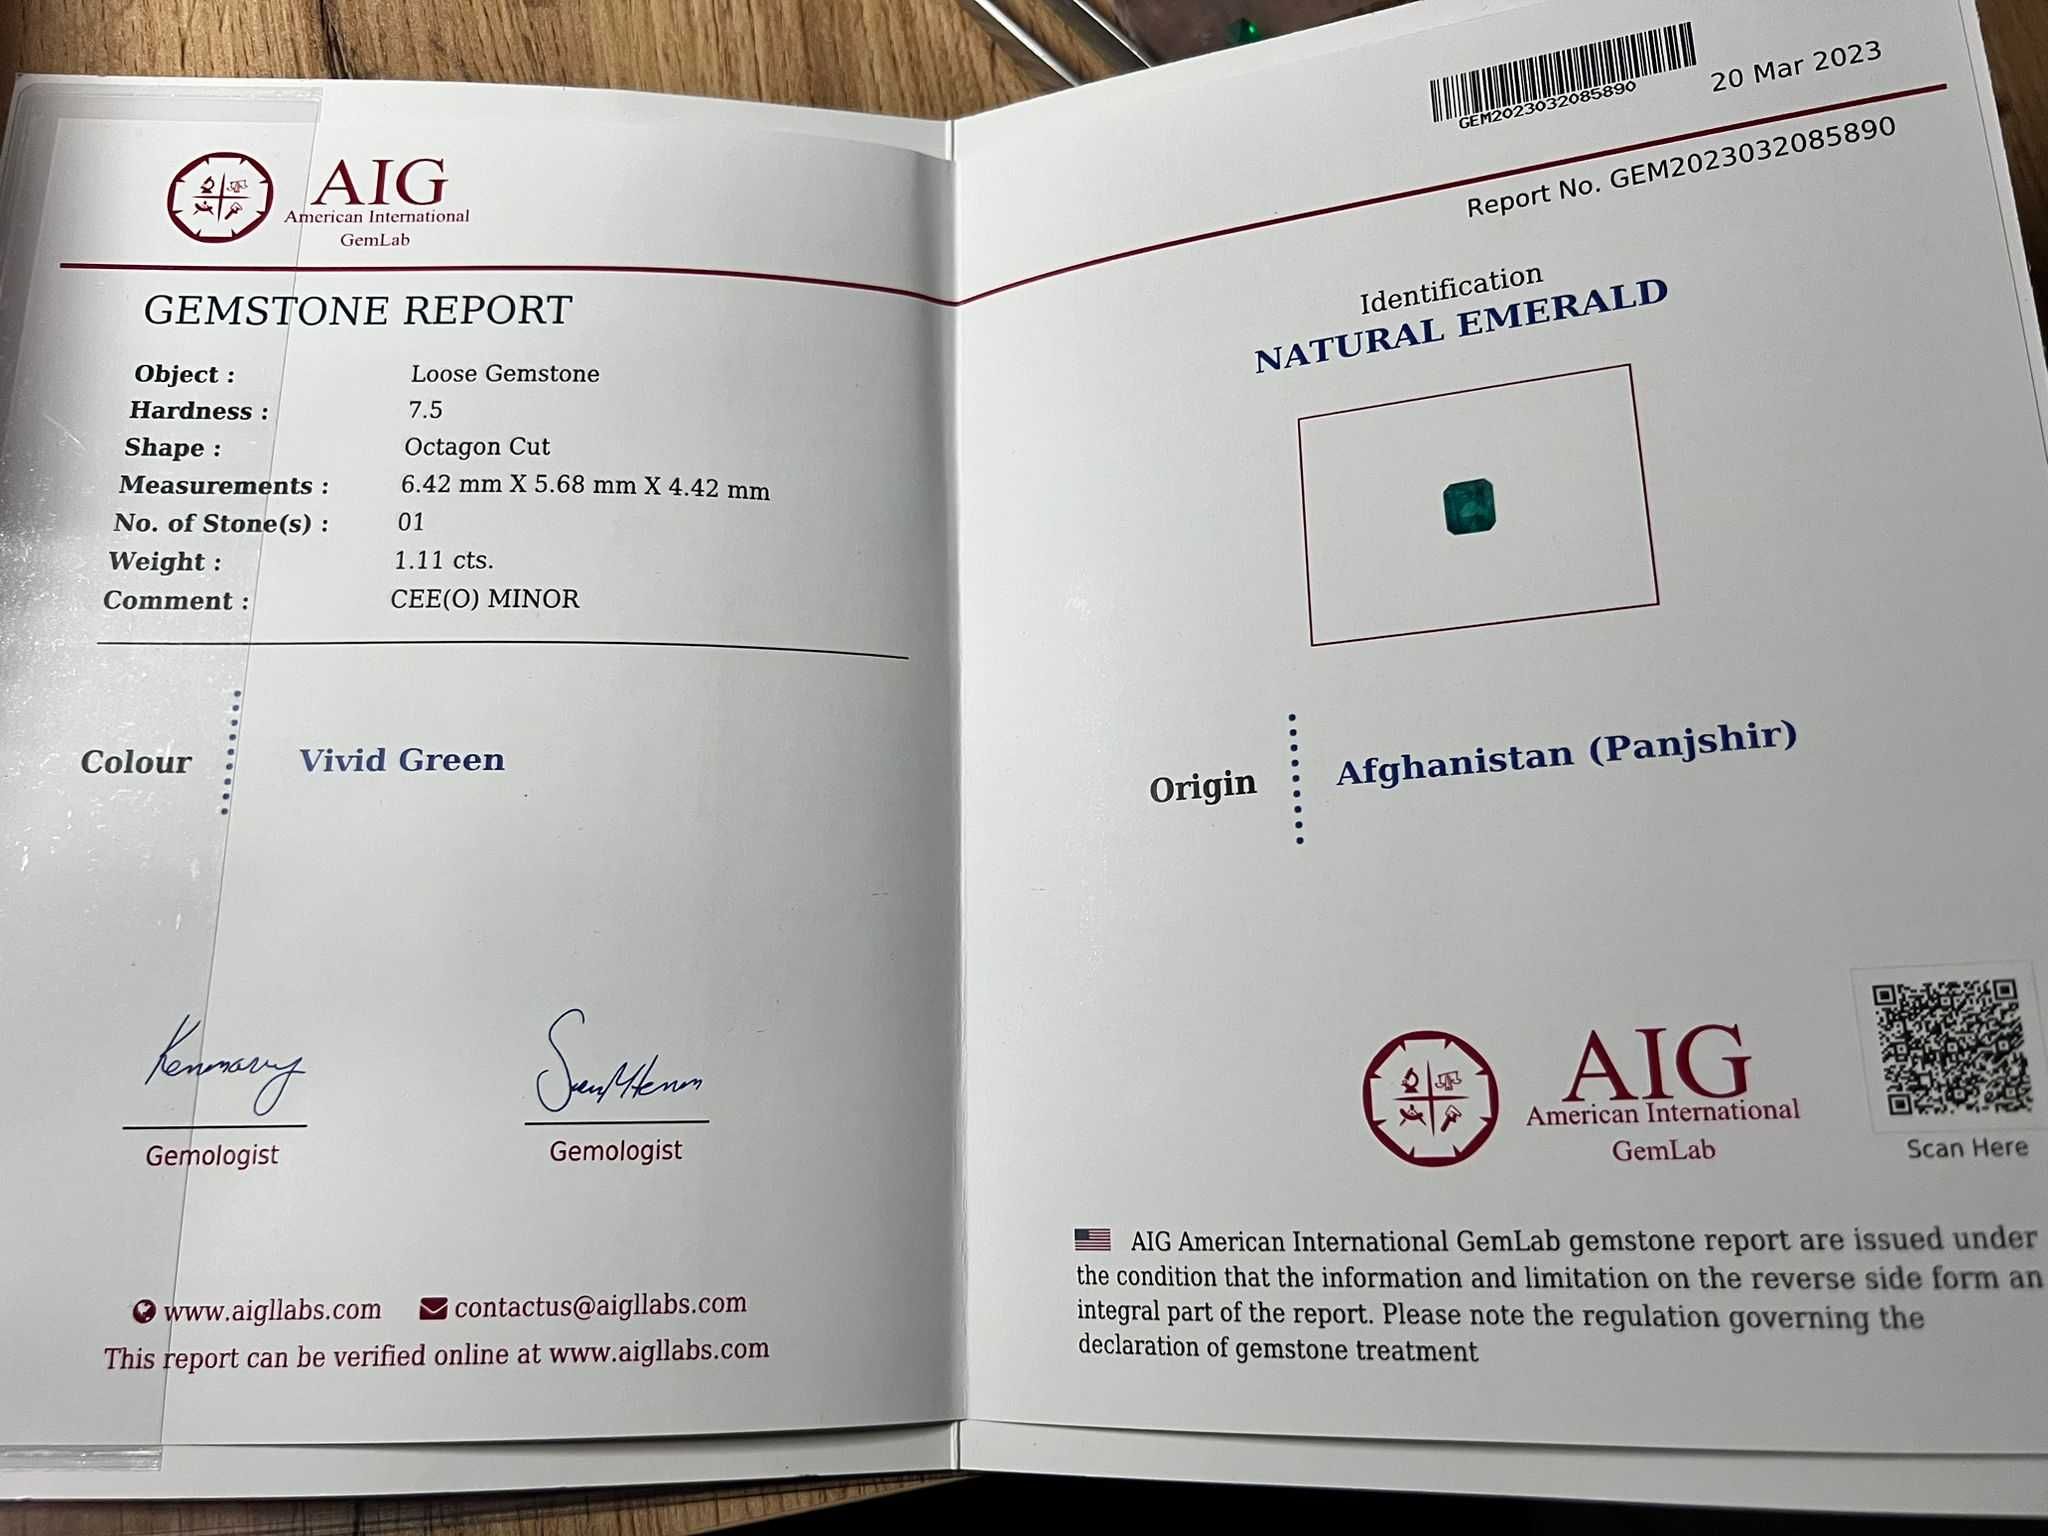 AIG
American International
GemLab
GEMSTONE REPORT
Object : Loose Gemstone
Hardness : 7.5
Shape : Octagon Cut
Measurements : 6.42 mm X 5.68 mm X 4.42 mm
No. of Stone(s) : 01
Weight : 1.11 cts.
Comment : CEE(O) MINOR
Colour Vivid Green
Gemologist Gemologist
www.aigllabs.com contactus@aigllabs.com
This report can be verified online at www.aigllabs.com
GEM2023032085890
20 Mar 2023
Report No. GEM2023032085890
Identification
NATURAL EMERALD
Origin Afghanistan (Panjshir)
AIG
American International
GemLab
Scan Here
AIG American International GemLab gemstone report are issued under
the condition that the information and limitation on the reverse side form an
integral part of the report. Please note the regulation governing the
declaration of gemstone treatment